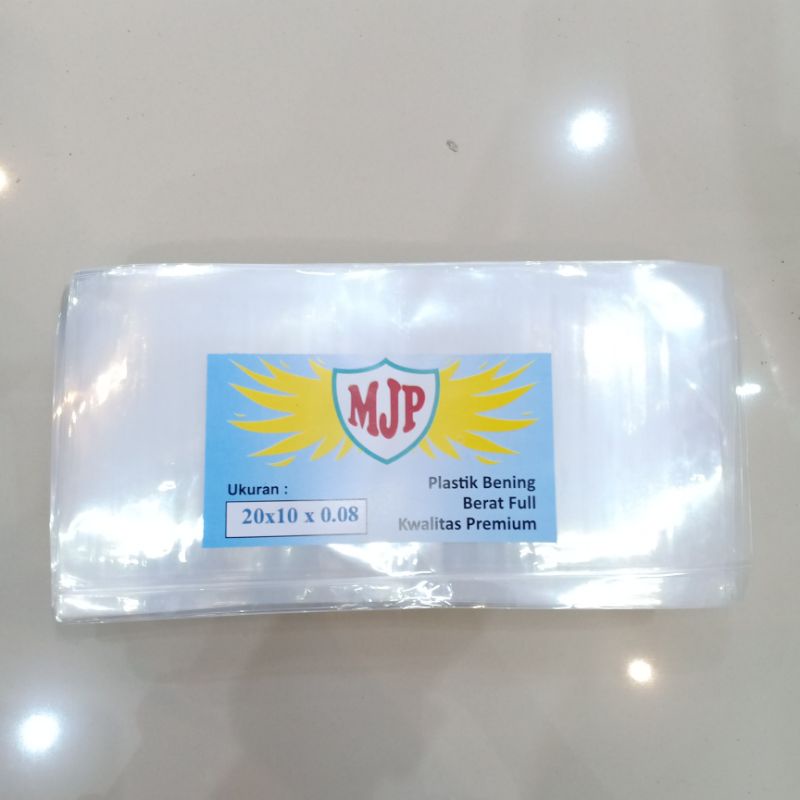 MJP
Ukuran :
20x10 x 0.08
Plastik Bening
Berat Full
Kwalitas Premium